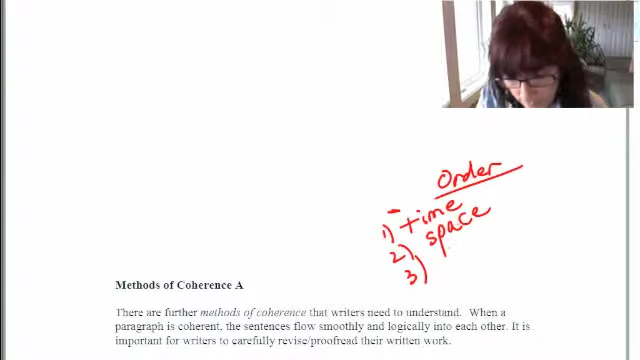 Order
1) time
2) space
3)
Methods of Coherence A
There are further methods of coherence that writers need to understand. When a
paragraph is coherent, the sentences flow smoothly and logically into each other. It is
important for writers to carefully revise/proofread their written work.